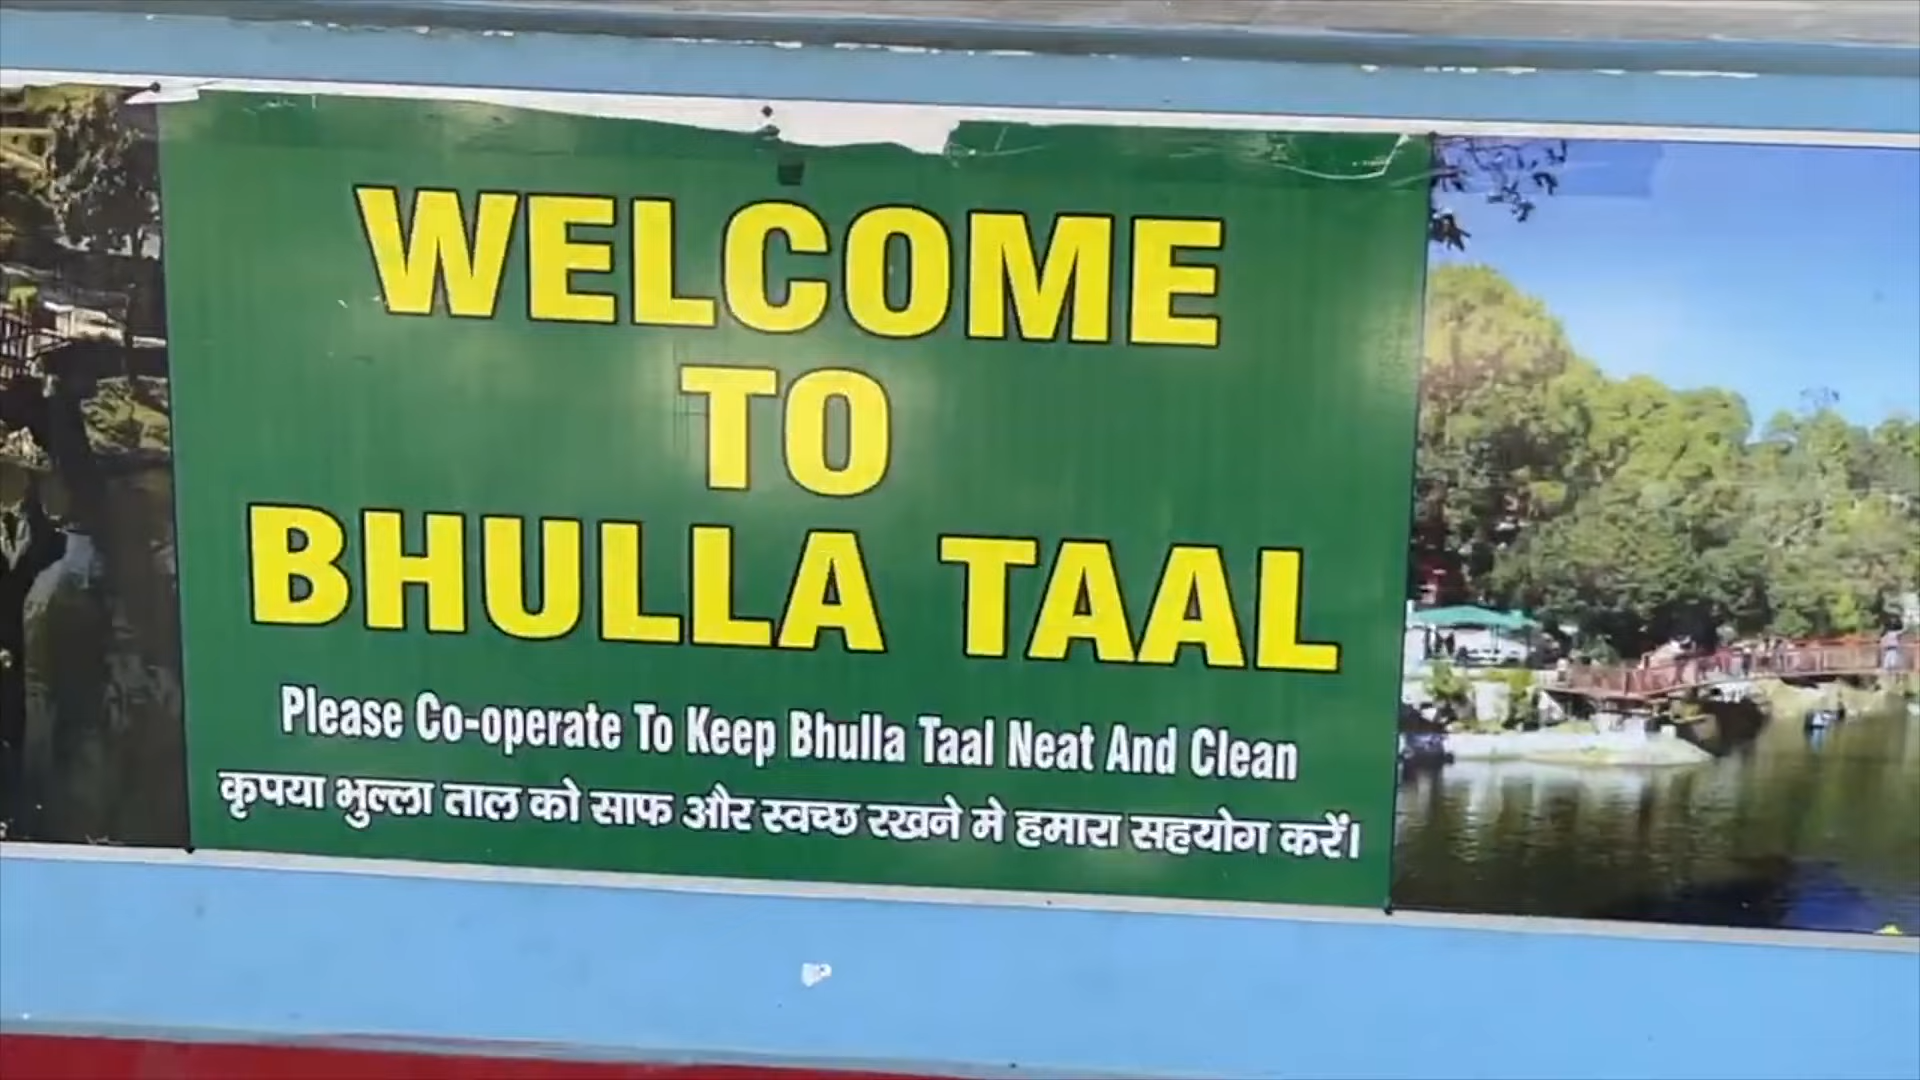 WELCOME
TO
BHULLA TAAL
Please Co-operate To Keep Bhulla Taal Neat And Clean
कृपया भुल्ला ताल को साफ और स्वच्छ रखने मे हमारा सहयोग करें।